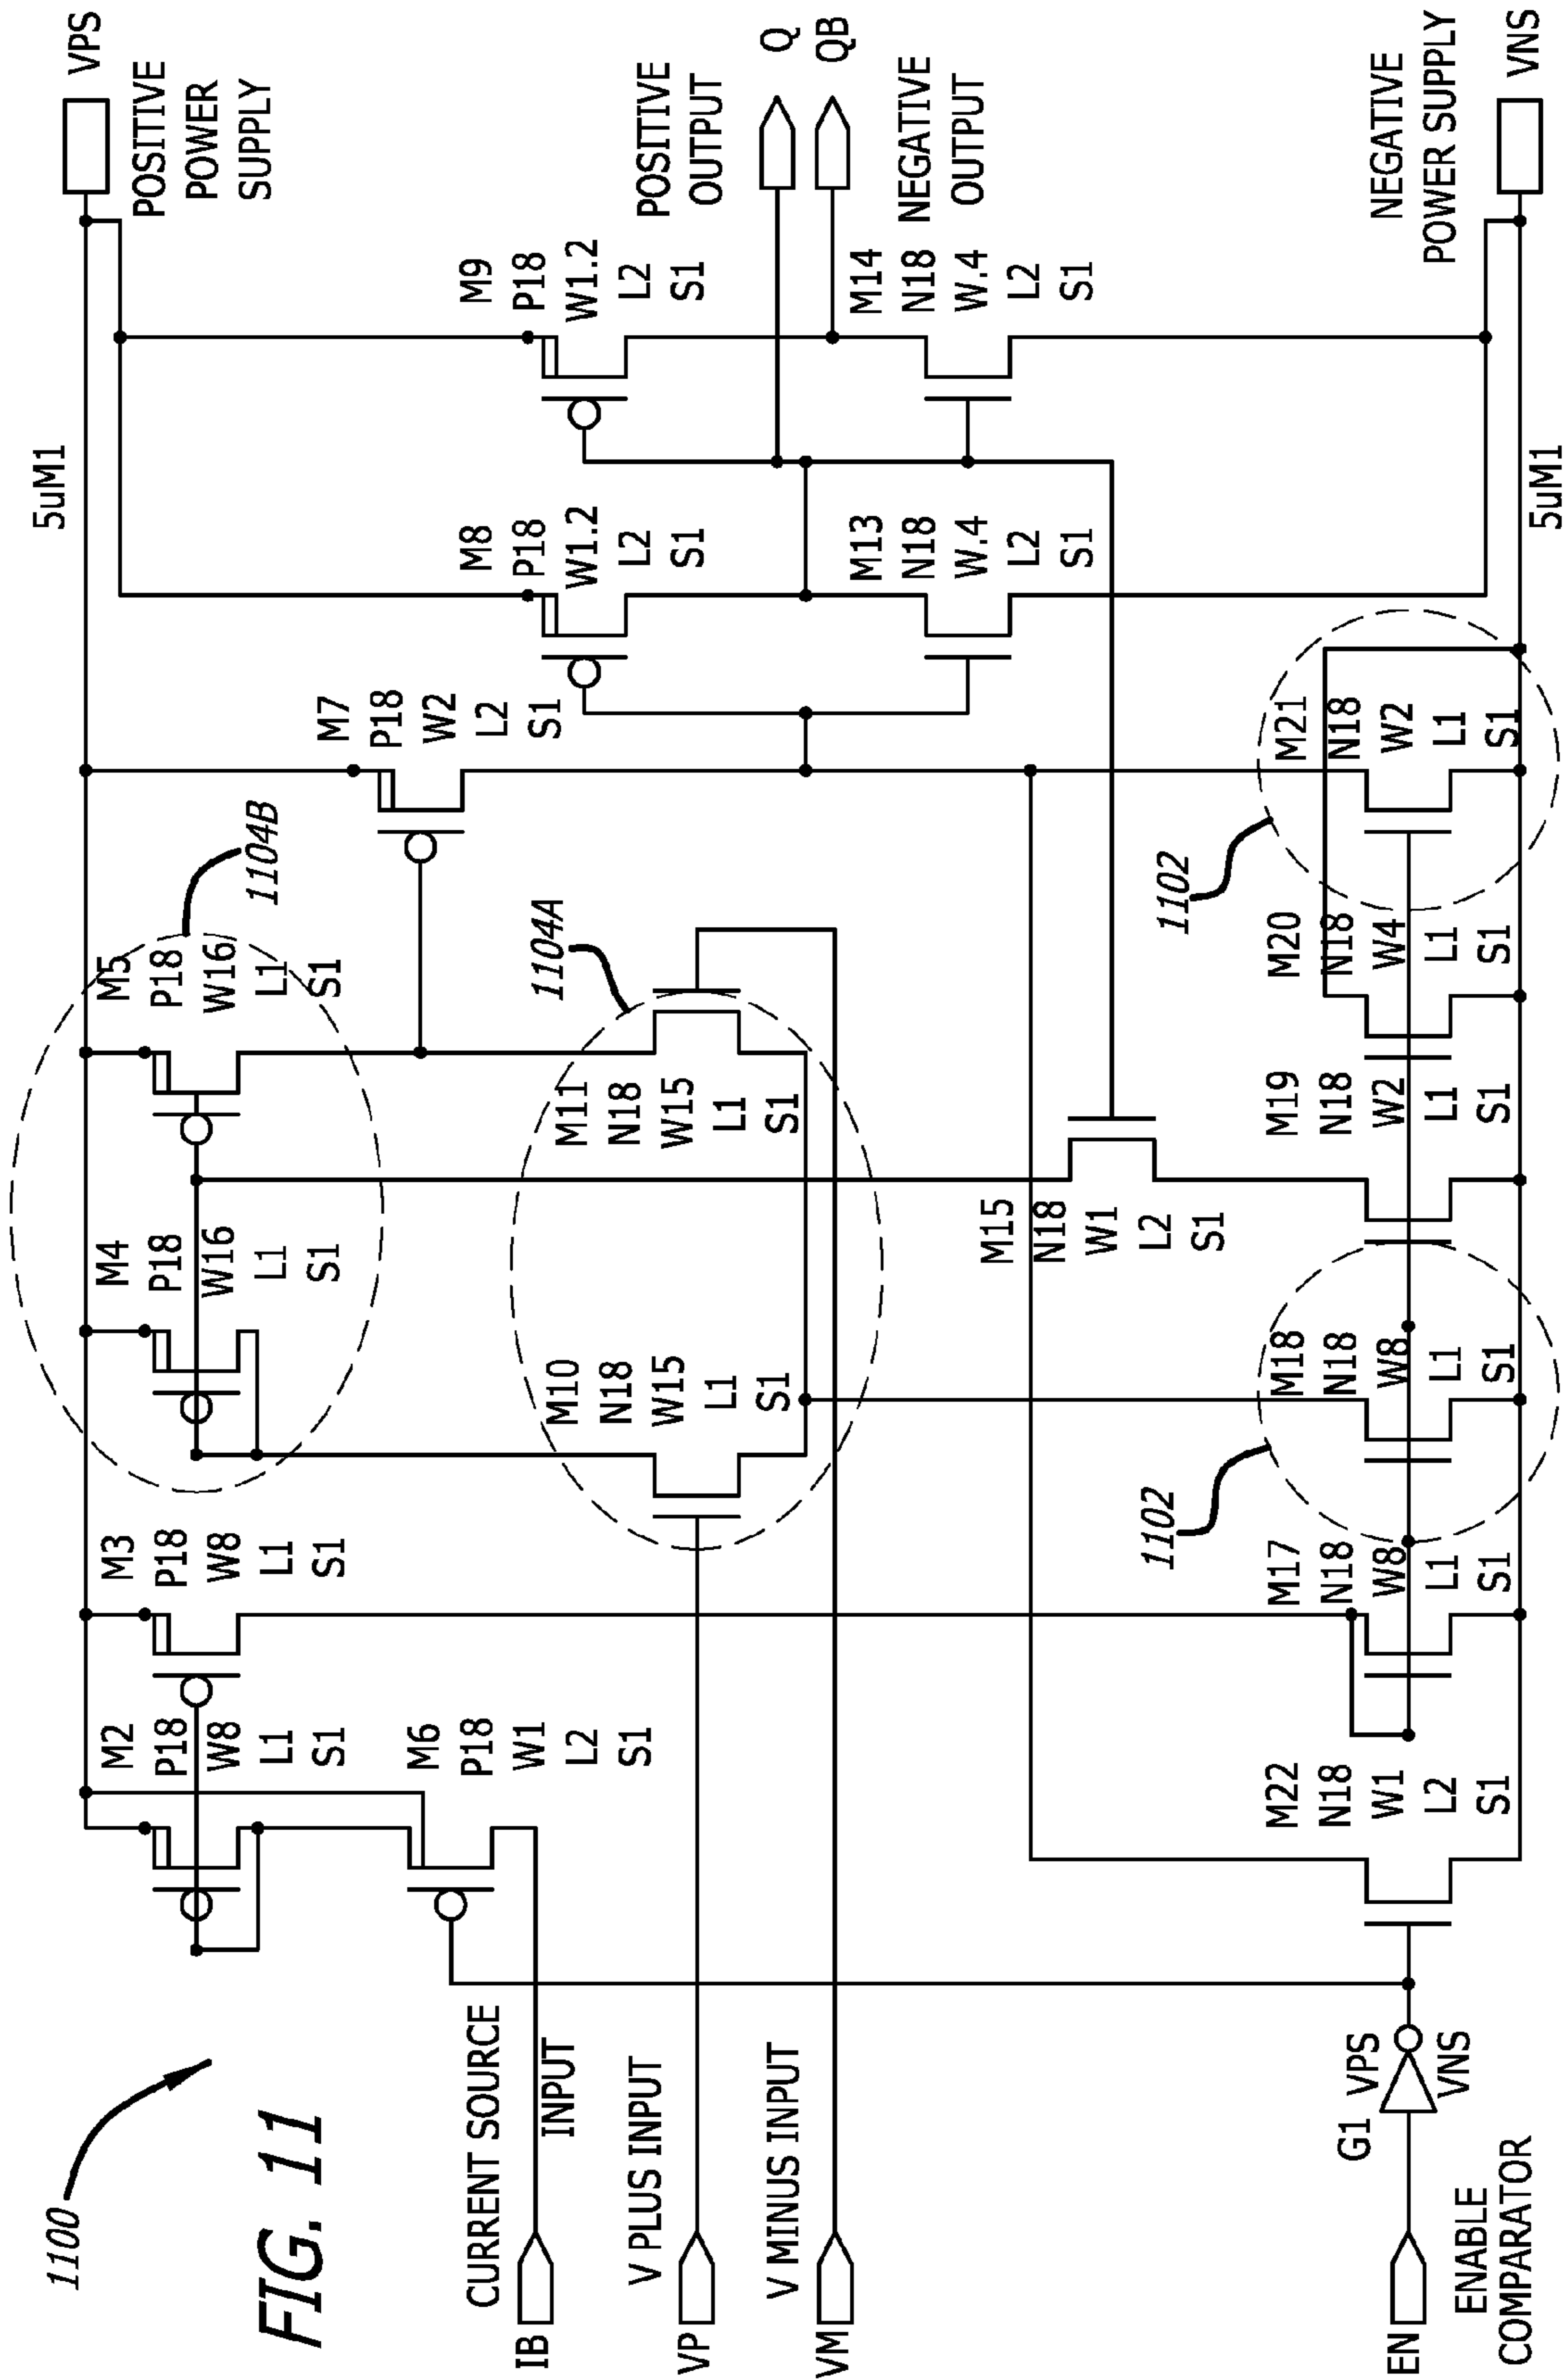 1100
FIG. 11
5uM1
VPS
POSITIVE
POWER
SUPPLY
1104B
M2
P18
W8
L1
S1
M3
P18
W8
L1
S1
M4
P18
W16
L1
S1
M5
P18
W16
L1
S1
M6
P18
W1
L2
S1
M7
P18
W2
L2
S1
M8
P18
W1.2
L2
S1
M9
P18
W1.2
L2
S1
CURRENT SOURCE
INPUT
IB
V PLUS INPUT
VP
V MINUS INPUT
VM
1104A
M10
N18
W15
L1
S1
M11
N18
W15
L1
S1
POSITIVE
OUTPUT
Q
QB
NEGATIVE
OUTPUT
M13
N18
W.4
L2
S1
M14
N18
W.4
L2
S1
M15
N18
W1
L2
S1
1102
1102
M22
N18
W1
L2
S1
M17
N18
W8
L1
S1
M18
N18
W8
L1
S1
M19
N18
W2
L1
S1
M20
N18
W4
L1
S1
M21
N18
W2
L1
S1
G1
VPS
VNS
EN
ENABLE
COMPARATOR
NEGATIVE
POWER SUPPLY
VNS
5uM1